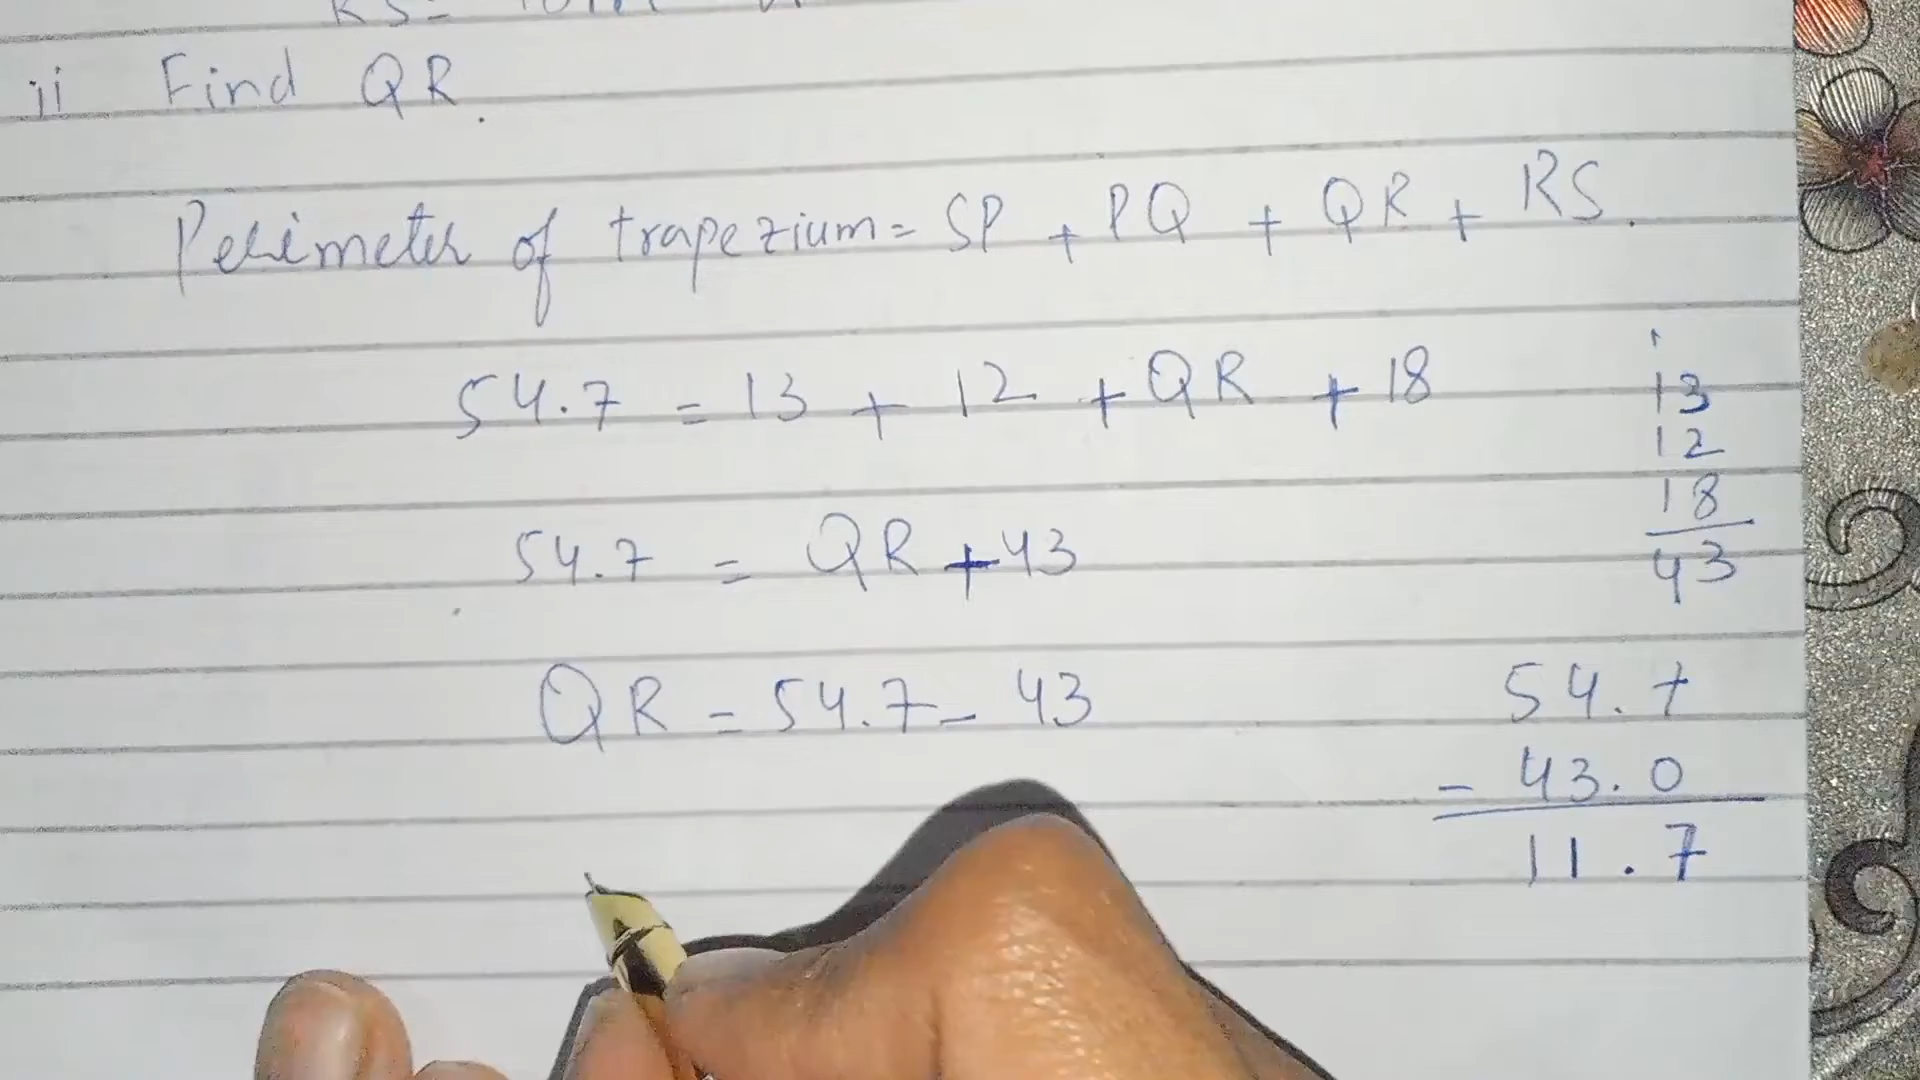 ii Find QR.
Perimeter of trapezium = SP + PQ + QR + RS.
54.7 = 13 + 12 + QR + 18
54.7 = QR + 43
QR = 54.7 - 43
1
13
12
18
43
54.7
- 43.0
11.7